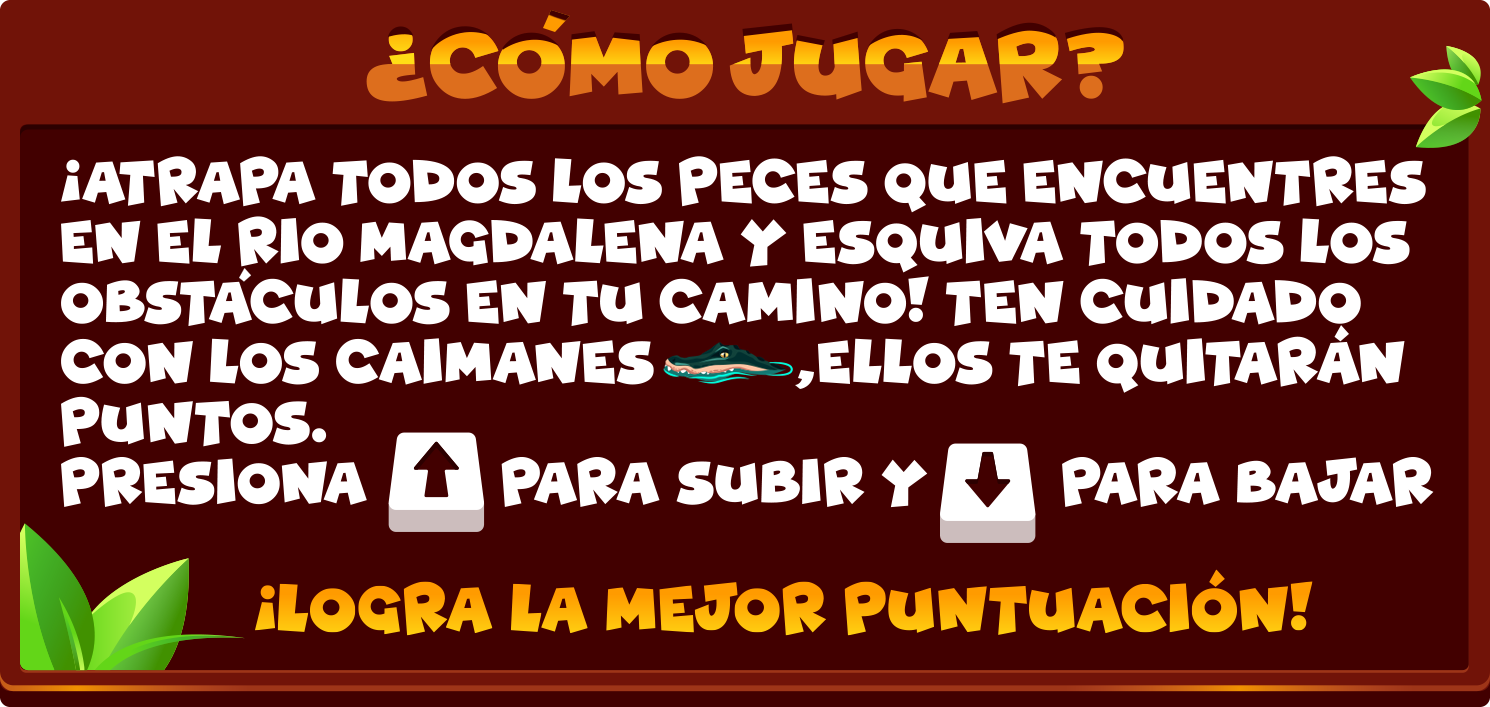 ¿CÓMO JUGAR?
¡ATRAPA TODOS LOS PECES QUE ENCUENTRES
EN EL RIO MAGDALENA Y ESQUIVA TODOS LOS
OBSTÁCULOS EN TU CAMINO! TEN CUIDADO
CON LOS CAIMANES ,ELLOS TE QUITARÁN
PUNTOS.
PRESIONA PARA SUBIR Y PARA BAJAR
¡LOGRA LA MEJOR PUNTUACIÓN!